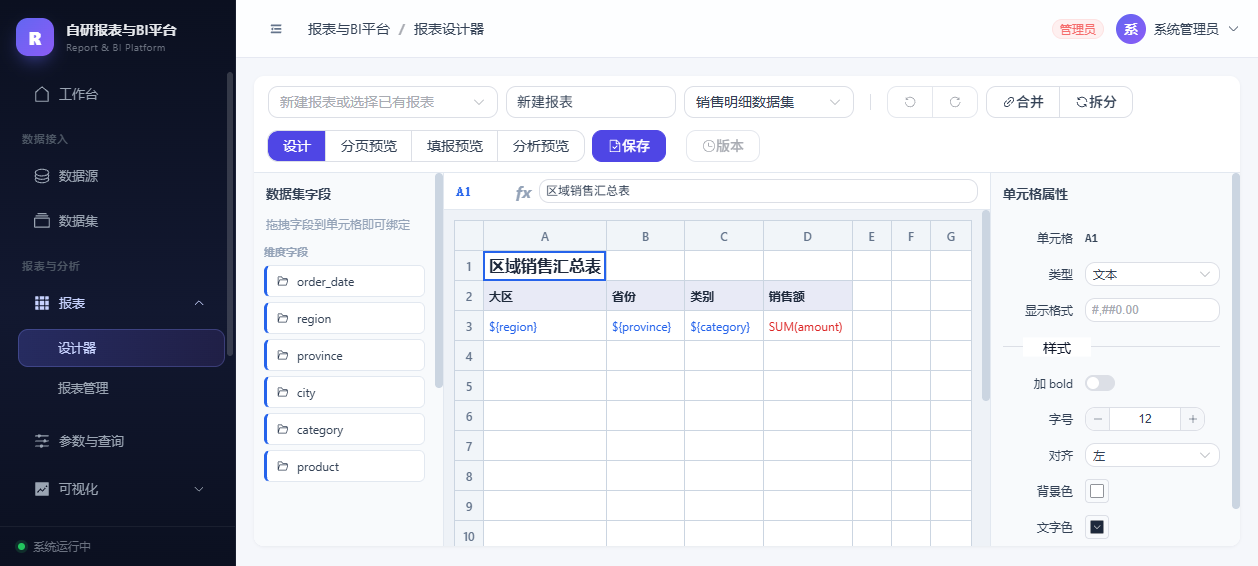 R
自研报表与BI平台
Report & BI Platform
工作台
数据接入
数据源
数据集
报表与分析
报表
设计器
报表管理
参数与查询
可视化
系统运行中
报表与BI平台 / 报表设计器
管理员 系 系统管理员
新建报表或选择已有报表 新建报表 销售明细数据集 合并 拆分
设计 分页预览 填报预览 分析预览 保存 版本
数据集字段
拖拽字段到单元格即可绑定
维度字段
order_date
region
province
city
category
product
A1 fx 区域销售汇总表
A B C D E F G
1 区域销售汇总表
2 大区 省份 类别 销售额
3 ${region} ${province} ${category} SUM(amount)
4
5
6
7
8
9
10
单元格属性
单元格 A1
类型 文本
显示格式 #,##0.00
样式
加 bold
字号 12
对齐 左
背景色
文字色